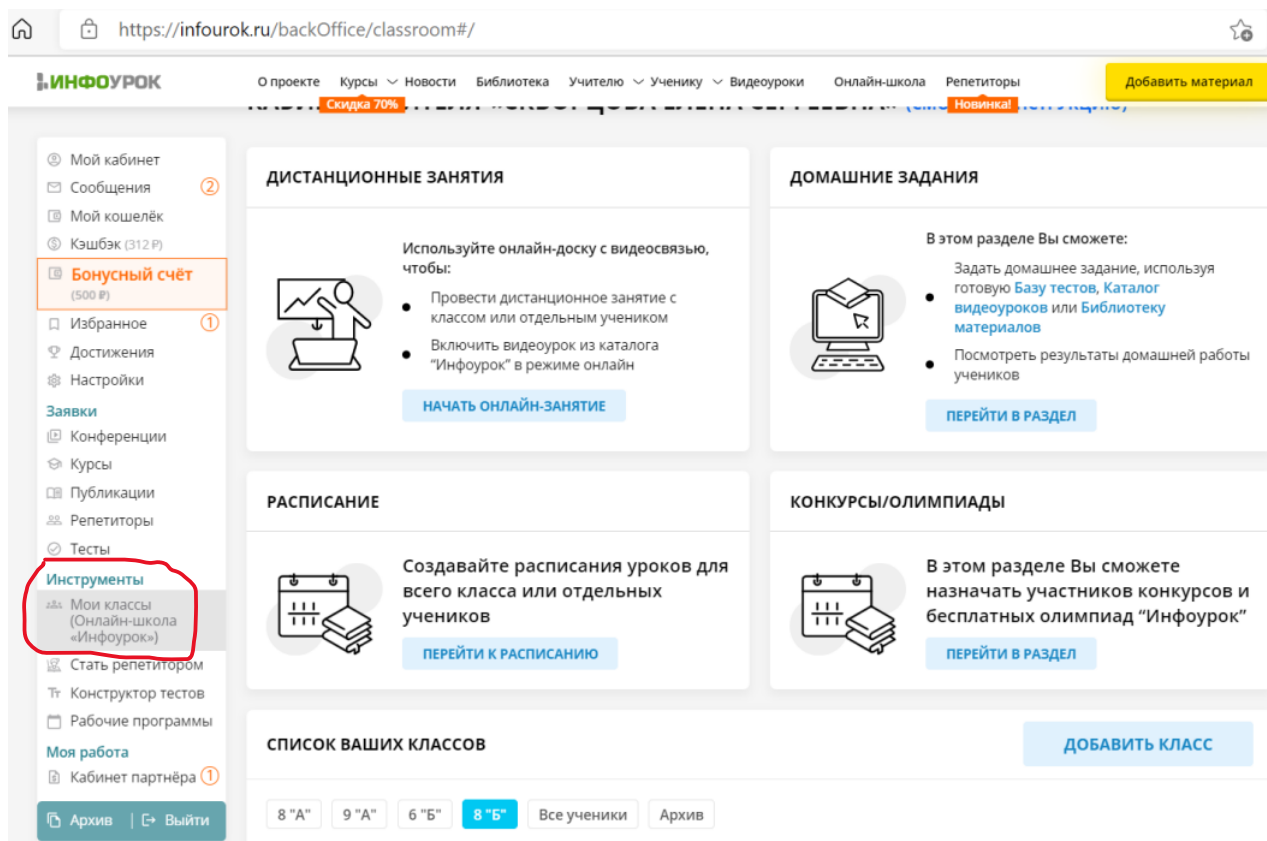 https://infourok.ru/backOffice/classroom#/
ИНФОУРОК
О проекте Курсы Новости Библиотека Учителю Ученику Видеоуроки Онлайн-школа Репетиторы
Добавить материал
Скидка 70%
Новинка!
Мой кабинет
Сообщения 2
Мой кошелёк
Кэшбэк (312 ₽)
Бонусный счёт
(500 ₽)
Избранное 1
Достижения
Настройки
Заявки
Конференции
Курсы
Публикации
Репетиторы
Тесты
Инструменты
Мои классы
(Онлайн-школа
«Инфоурок»)
Стать репетитором
Конструктор тестов
Рабочие программы
Моя работа
Кабинет партнёра 1
Архив | Выйти
ДИСТАНЦИОННЫЕ ЗАНЯТИЯ
Используйте онлайн-доску с видеосвязью,
чтобы:
Провести дистанционное занятие с
классом или отдельным учеником
Включить видеоурок из каталога
"Инфоурок" в режиме онлайн
НАЧАТЬ ОНЛАЙН-ЗАНЯТИЕ
ДОМАШНИЕ ЗАДАНИЯ
В этом разделе Вы сможете:
Задать домашнее задание, используя
готовую Базу тестов, Каталог
видеоуроков или Библиотеку
материалов
Посмотреть результаты домашней работы
учеников
ПЕРЕЙТИ В РАЗДЕЛ
РАСПИСАНИЕ
Создавайте расписания уроков для
всего класса или отдельных
учеников
ПЕРЕЙТИ К РАСПИСАНИЮ
КОНКУРСЫ/ОЛИМПИАДЫ
В этом разделе Вы сможете
назначать участников конкурсов и
бесплатных олимпиад "Инфоурок"
ПЕРЕЙТИ В РАЗДЕЛ
СПИСОК ВАШИХ КЛАССОВ
ДОБАВИТЬ КЛАСС
8 "А" 9 "А" 6 "Б" 8 "Б" Все ученики Архив